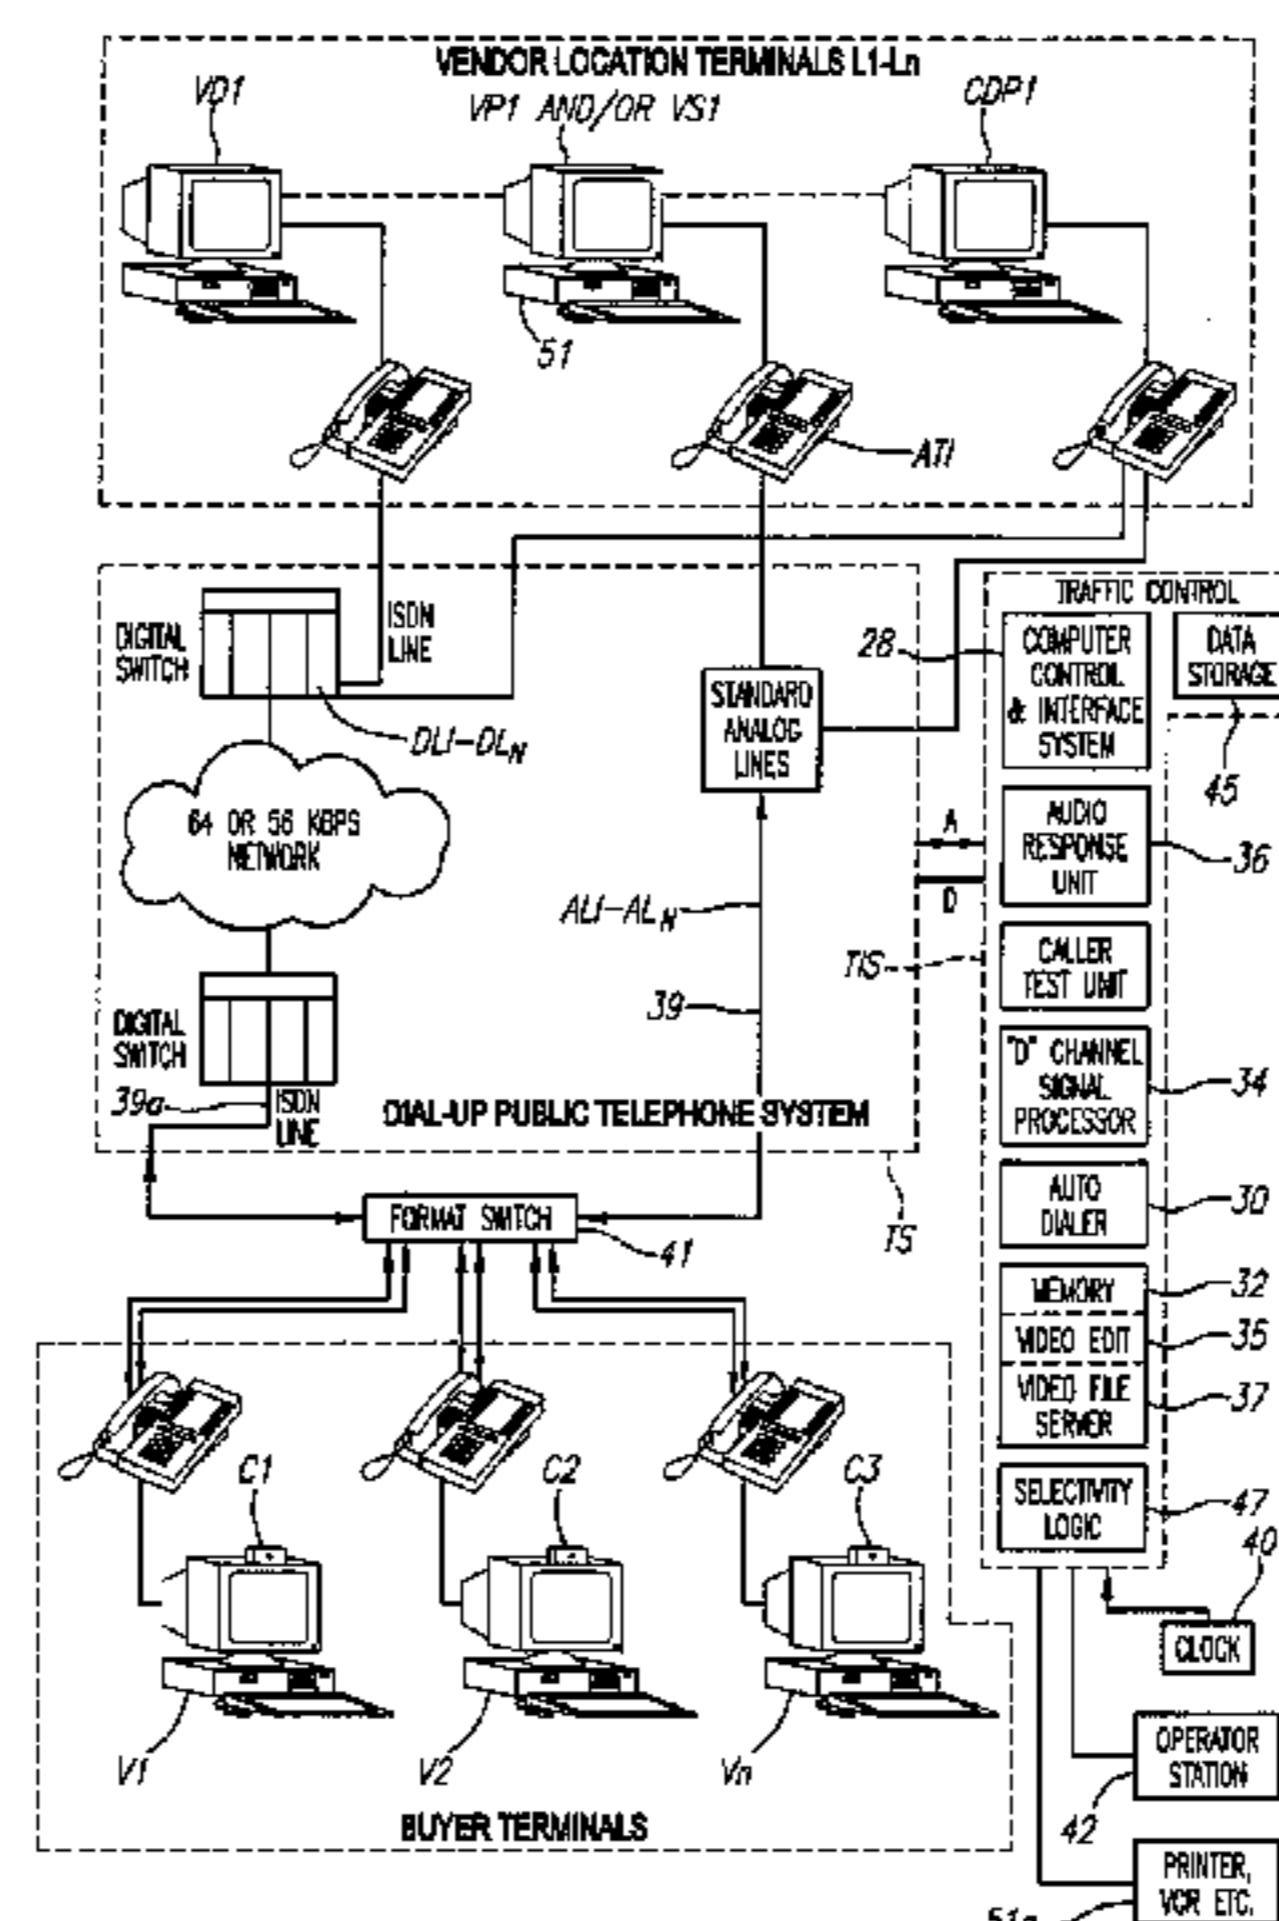 VENDOR LOCATION TERMINALS L1-Ln
VD1
VP1 AND/OR VS1
CDP1
51
ATI
DIGITAL
SWITCH
ISDN
LINE
DLI-DLN
STANDARD
ANALOG
LINES
64 OR 56 KBPS
NETWORK
ALI-ALN
39
DIGITAL
SWITCH
39a
ISDN
LINE
DIAL-UP PUBLIC TELEPHONE SYSTEM
TS
A
D
TIS
TRAFFIC CONTROL
28
COMPUTER
CONTROL
& INTERFACE
SYSTEM
DATA
STORAGE
45
AUDIO
RESPONSE
UNIT
36
CALLER
TEST UNIT
"D" CHANNEL
SIGNAL
PROCESSOR
34
AUTO
DIALER
30
MEMORY
32
VIDEO EDIT
35
VIDEO FILE
SERVER
37
SELECTIVITY
LOGIC
47
40
CLOCK
OPERATOR
STATION
42
PRINTER,
VCR ETC.
FORMAT SWITCH
41
C1
C2
C3
V1
V2
Vn
BUYER TERMINALS